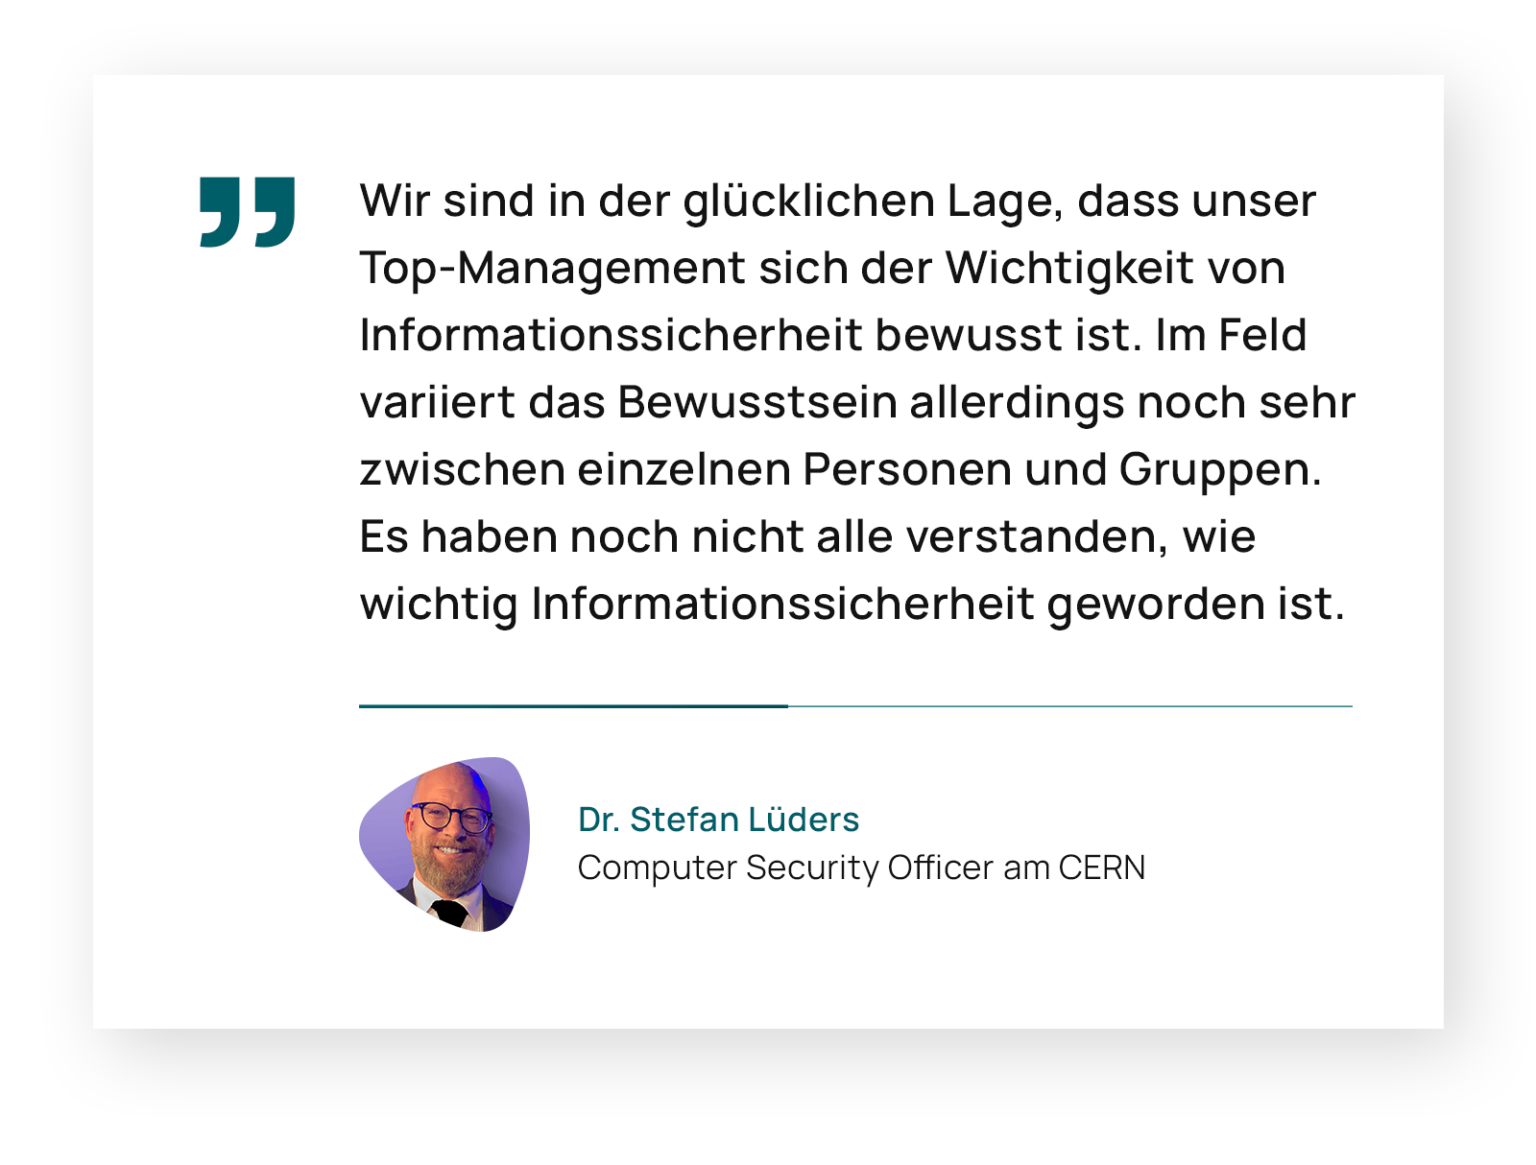 Wir sind in der glücklichen Lage, dass unser
Top-Management sich der Wichtigkeit von
Informationssicherheit bewusst ist. Im Feld
variiert das Bewusstsein allerdings noch sehr
zwischen einzelnen Personen und Gruppen.
Es haben noch nicht alle verstanden, wie
wichtig Informationssicherheit geworden ist.
Dr. Stefan Lüders
Computer Security Officer am CERN